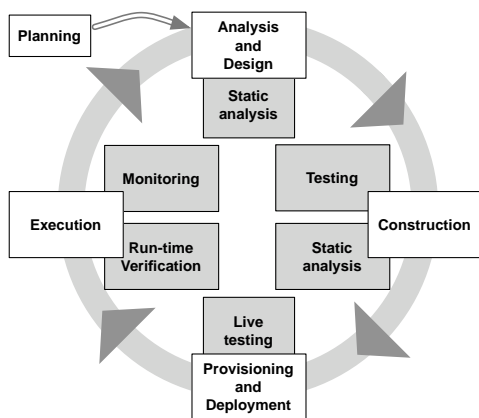 Planning
Analysis
and
Design
Static
analysis
Monitoring
Testing
Execution
Construction
Run-time
Verification
Static
analysis
Live
testing
Provisioning
and
Deployment